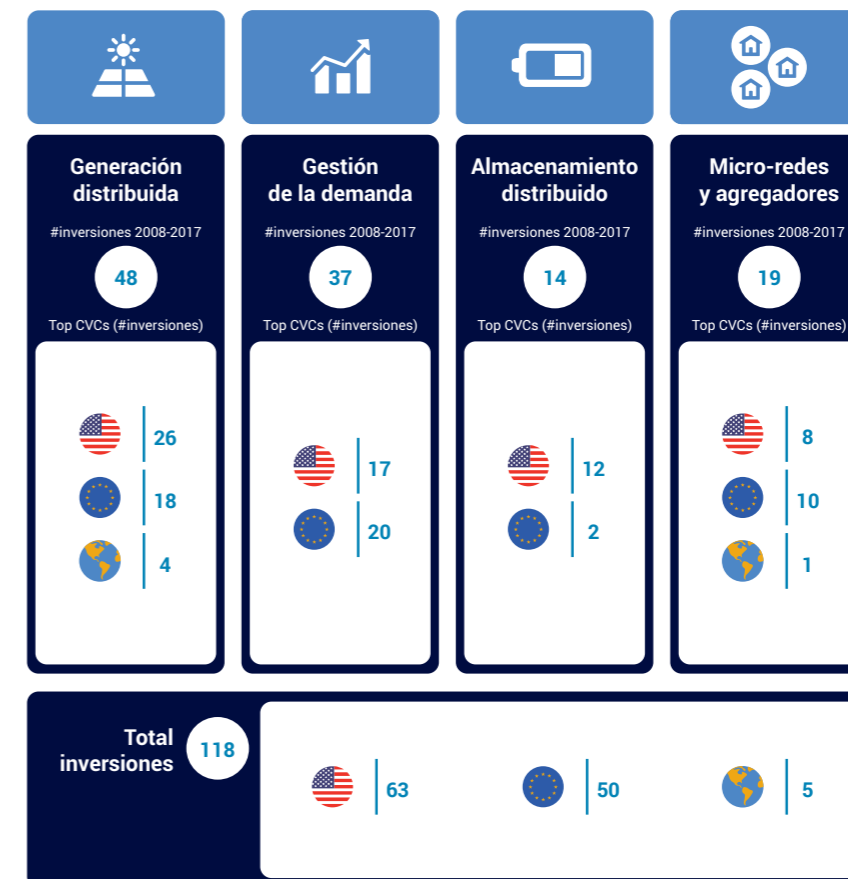 Generación
distribuida
#inversiones 2008-2017
48
Top CVCs (#inversiones)
26
18
4
Gestión
de la demanda
#inversiones 2008-2017
37
Top CVCs (#inversiones)
17
20
Almacenamiento
distribuido
#inversiones 2008-2017
14
Top CVCs (#inversiones)
12
2
Micro-redes
y agregadores
#inversiones 2008-2017
19
Top CVCs (#inversiones)
8
10
1
Total
inversiones
118
63
50
5